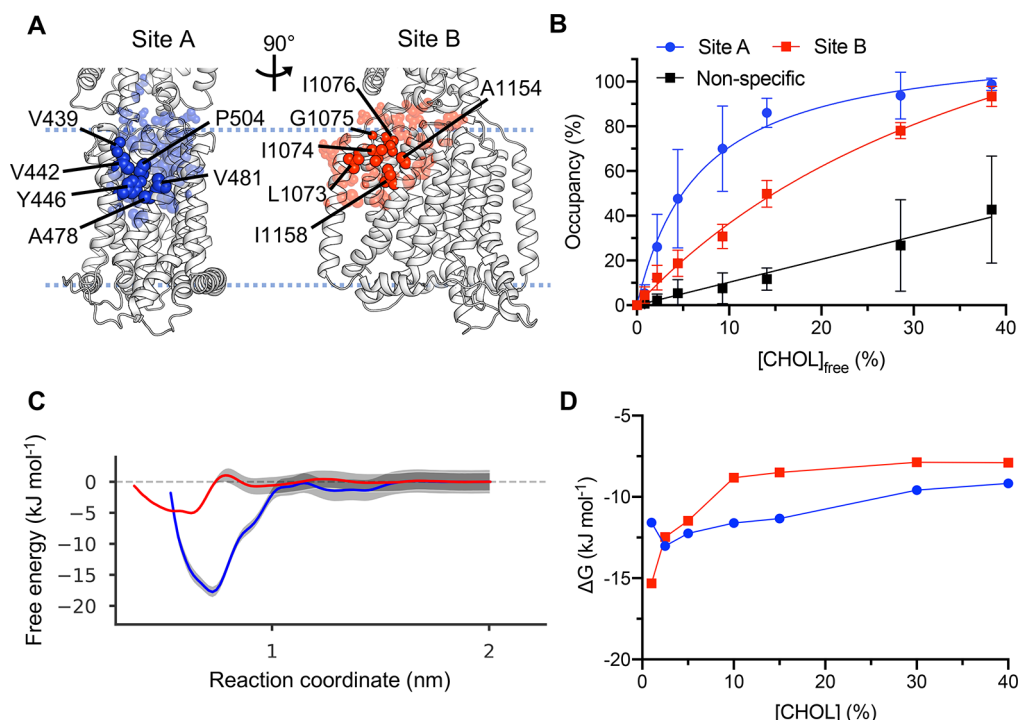 A
Site A
90°
Site B
V439
V442
Y446
A478
P504
V481
I1076
G1075
I1074
L1073
I1158
A1154
B
Site A
Site B
Non-specific
Occupancy (%)
100
80
60
40
20
0
0
10
20
30
40
[CHOL]free (%)
C
Free energy (kJ mol-1)
0
−5
−10
−15
−20
1
2
Reaction coordinate (nm)
D
ΔG (kJ mol-1)
-5
-10
-15
-20
0
10
20
30
40
[CHOL] (%)